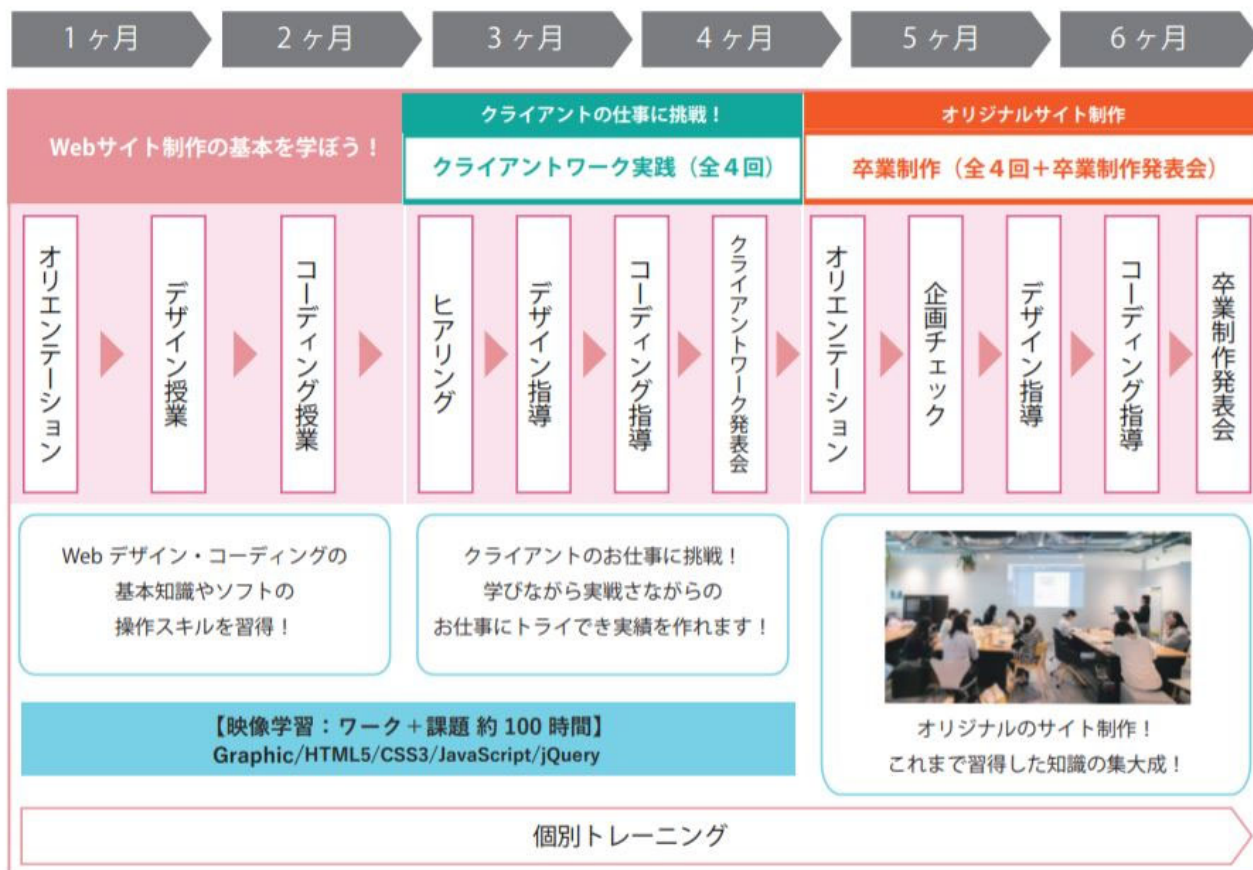 1ヶ月
2ヶ月
3ヶ月
4ヶ月
5ヶ月
6ヶ月
Webサイト制作の基本を学ぼう！
クライアントの仕事に挑戦！
クライアントワーク実践（全４回）
オリジナルサイト制作
卒業制作（全４回＋卒業制作発表会）
オリエンテーション
デザイン授業
コーディング授業
ヒアリング
デザイン指導
コーディング指導
クライアントワーク発表会
オリエンテーション
企画チェック
デザイン指導
コーディング指導
卒業制作発表会
Web デザイン・コーディングの
基本知識やソフトの
操作スキルを習得！
クライアントのお仕事に挑戦！
学びながら実戦さながらの
お仕事にトライでき実績を作れます！
【映像学習：ワーク＋課題 約 100 時間】
Graphic/HTML5/CSS3/JavaScript/jQuery
オリジナルのサイト制作！
これまで習得した知識の集大成！
個別トレーニング